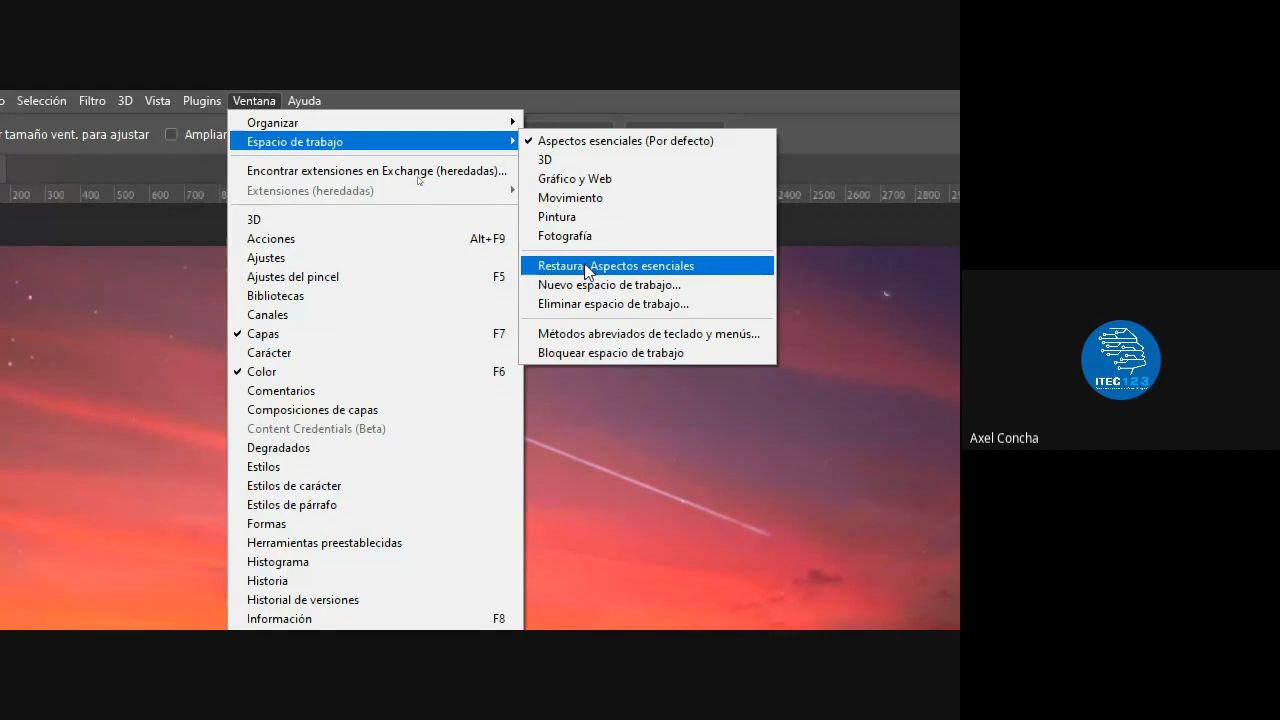 Selección Filtro 3D Vista Plugins Ventana Ayuda
tamaño vent. para ajustar Ampliar
200 300 400 500 600 700 800 900 1000
2400 2500 2600 2700 2800
Organizar
Espacio de trabajo
Encontrar extensiones en Exchange (heredadas)...
Extensiones (heredadas)
3D
Acciones Alt+F9
Ajustes
Ajustes del pincel F5
Bibliotecas
Canales
Capas F7
Carácter
Color F6
Comentarios
Composiciones de capas
Content Credentials (Beta)
Degradados
Estilos
Estilos de carácter
Estilos de párrafo
Formas
Herramientas preestablecidas
Histograma
Historia
Historial de versiones
Información F8
Aspectos esenciales (Por defecto)
3D
Gráfico y Web
Movimiento
Pintura
Fotografía
Restaurar Aspectos esenciales
Nuevo espacio de trabajo...
Eliminar espacio de trabajo...
Métodos abreviados de teclado y menús...
Bloquear espacio de trabajo
ITEC123
Axel Concha